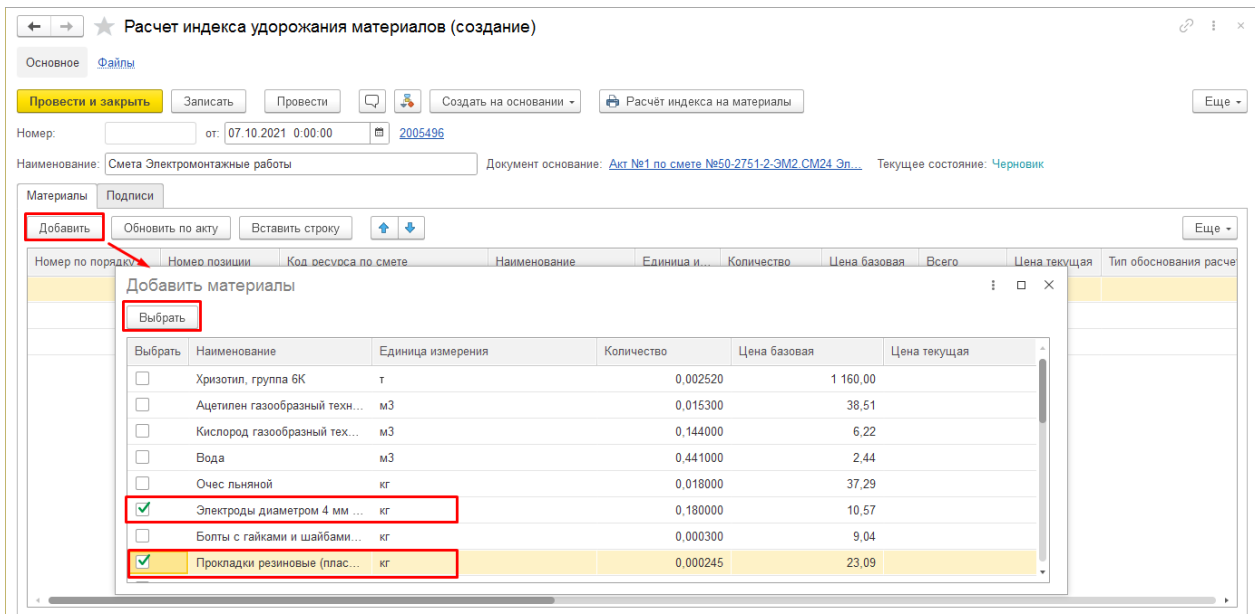 Расчет индекса удорожания материалов (создание)
Основное Файлы
Провести и закрыть Записать Провести Создать на основании Расчёт индекса на материалы Еще
Номер: от: 07.10.2021 0:00:00 2005496
Наименование: Смета Электромонтажные работы Документ основание: Акт №1 по смете №50-2751-2-ЭМ2.СМ24 Эл... Текущее состояние: Черновик
Материалы Подписи
Добавить Обновить по акту Вставить строку Еще
Номер по порядку Номер позиции Код ресурса по смете Наименование Единица и... Количество Цена базовая Всего Цена текущая Тип обоснования расче
Добавить материалы
Выбрать
Выбрать Наименование Единица измерения Количество Цена базовая Цена текущая
Хризотил, группа 6К т 0,002520 1 160,00
Ацетилен газообразный техн... м3 0,015300 38,51
Кислород газообразный тех... м3 0,144000 6,22
Вода м3 0,441000 2,44
Очес льняной кг 0,018000 37,29
Электроды диаметром 4 мм ... кг 0,180000 10,57
Болты с гайками и шайбами... кг 0,000300 9,04
Прокладки резиновые (плас... кг 0,000245 23,09